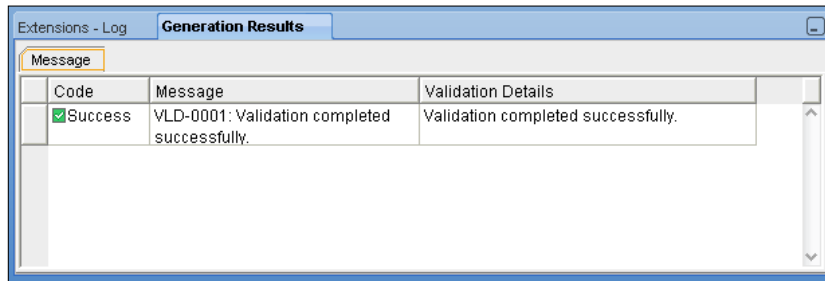 Extensions - Log Generation Results
Message
Code Message Validation Details
Success VLD-0001: Validation completed Validation completed successfully.
successfully.